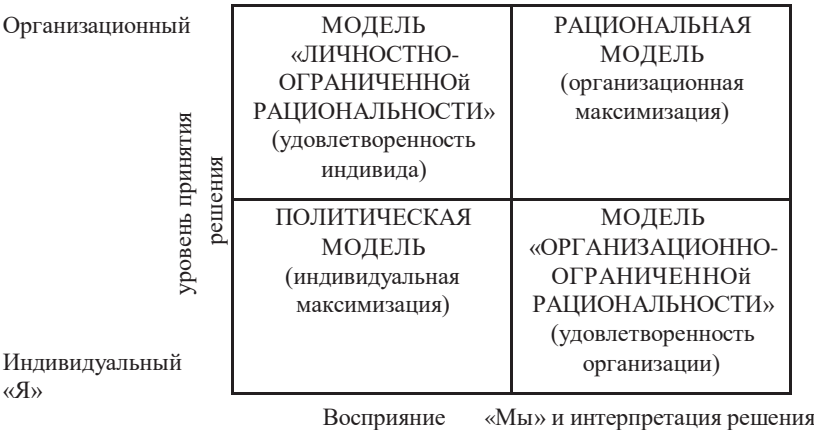 Организационный
МОДЕЛЬ
«ЛИЧНОСТНО-
ОГРАНИЧЕННОй
РАЦИОНАЛЬНОСТИ»
(удовлетворенность
индивида)
РАЦИОНАЛЬНАЯ
МОДЕЛЬ
(организационная
максимизация)
уровень принятия
решения
ПОЛИТИЧЕСКАЯ
МОДЕЛЬ
(индивидуальная
максимизация)
МОДЕЛЬ
«ОРГАНИЗАЦИОННО-
ОГРАНИЧЕННОй
РАЦИОНАЛЬНОСТИ»
(удовлетворенность
организации)
Индивидуальный
«Я»
Восприяние «Мы» и интерпретация решения